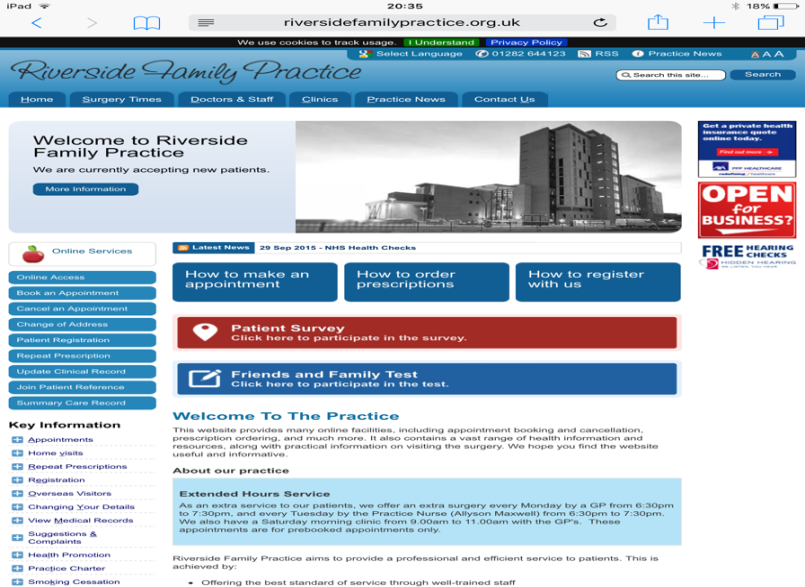 iPad
20:35
18%
riversidefamilypractice.org.uk
We use cookies to track usage. I Understand Privacy Policy
Select Language 01282 644123 RSS Practice News A A A
Riverside Family Practice
Search this site... Search
Home Surgery Times Doctors & Staff Clinics Practice News Contact Us
Welcome to Riverside
Family Practice
We are currently accepting new patients.
More Information
Get a private health
insurance quote
online today.
Find out more
AXA PPP HEALTHCARE
redefining / healthcare
OPEN
for
BUSINESS?
FREE HEARING
CHECKS
HIDDEN HEARING
Online Services
Online Access
Book an Appointment
Cancel an Appointment
Change of Address
Patient Registration
Repeat Prescription
Update Clinical Record
Join Patient Reference
Summary Care Record
Key Information
Appointments
Home visits
Repeat Prescriptions
Registration
Overseas Visitors
Changing Your Details
View Medical Records
Suggestions &
Complaints
Health Promotion
Practice Charter
Smoking Cessation
Latest News 29 Sep 2015 - NHS Health Checks
How to make an
appointment
How to order
prescriptions
How to register
with us
Patient Survey
Click here to participate in the survey.
Friends and Family Test
Click here to participate in the test.
Welcome To The Practice
This website provides many online facilities, including appointment booking and cancellation,
prescription ordering, and much more. It also contains a vast range of health information and
resources, along with practical information on visiting the surgery. We hope you find the website
useful and informative.
About our practice
Extended Hours Service
As an extra service to our patients, we offer an extra surgery every Monday by a GP from 6:30pm
to 7:30pm, and every Tuesday by the Practice Nurse (Allyson Maxwell) from 6:30pm to 7:30pm.
We also have a Saturday morning clinic from 9.00am to 11.00am with the GP's. These
appointments are for prebooked appointments only.
Riverside Family Practice aims to provide a professional and efficient service to patients. This is
achieved by:
• Offering the best standard of service through well-trained staff